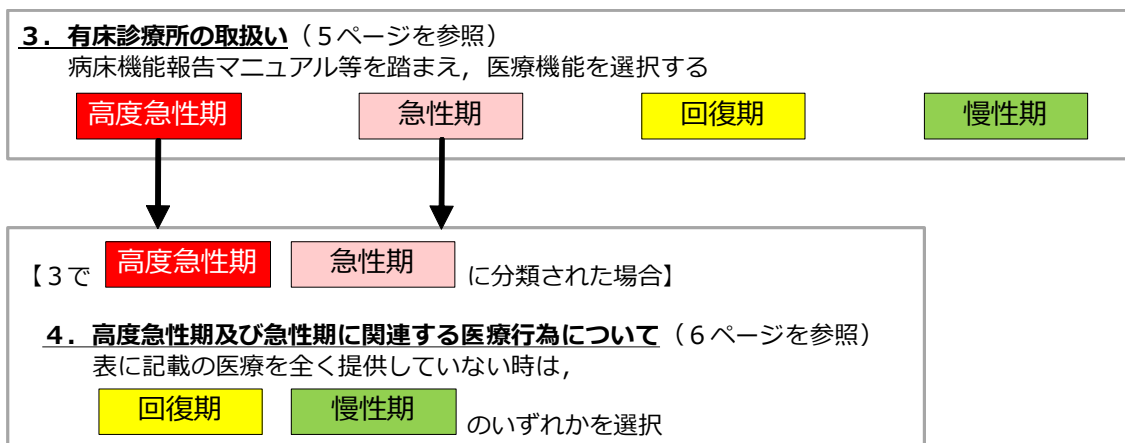 ３．有床診療所の取扱い（５ページを参照）
病床機能報告マニュアル等を踏まえ，医療機能を選択する
高度急性期 急性期 回復期 慢性期
【３で 高度急性期 急性期 に分類された場合】
４．高度急性期及び急性期に関連する医療行為について（６ページを参照）
表に記載の医療を全く提供していない時は，
回復期 慢性期 のいずれかを選択